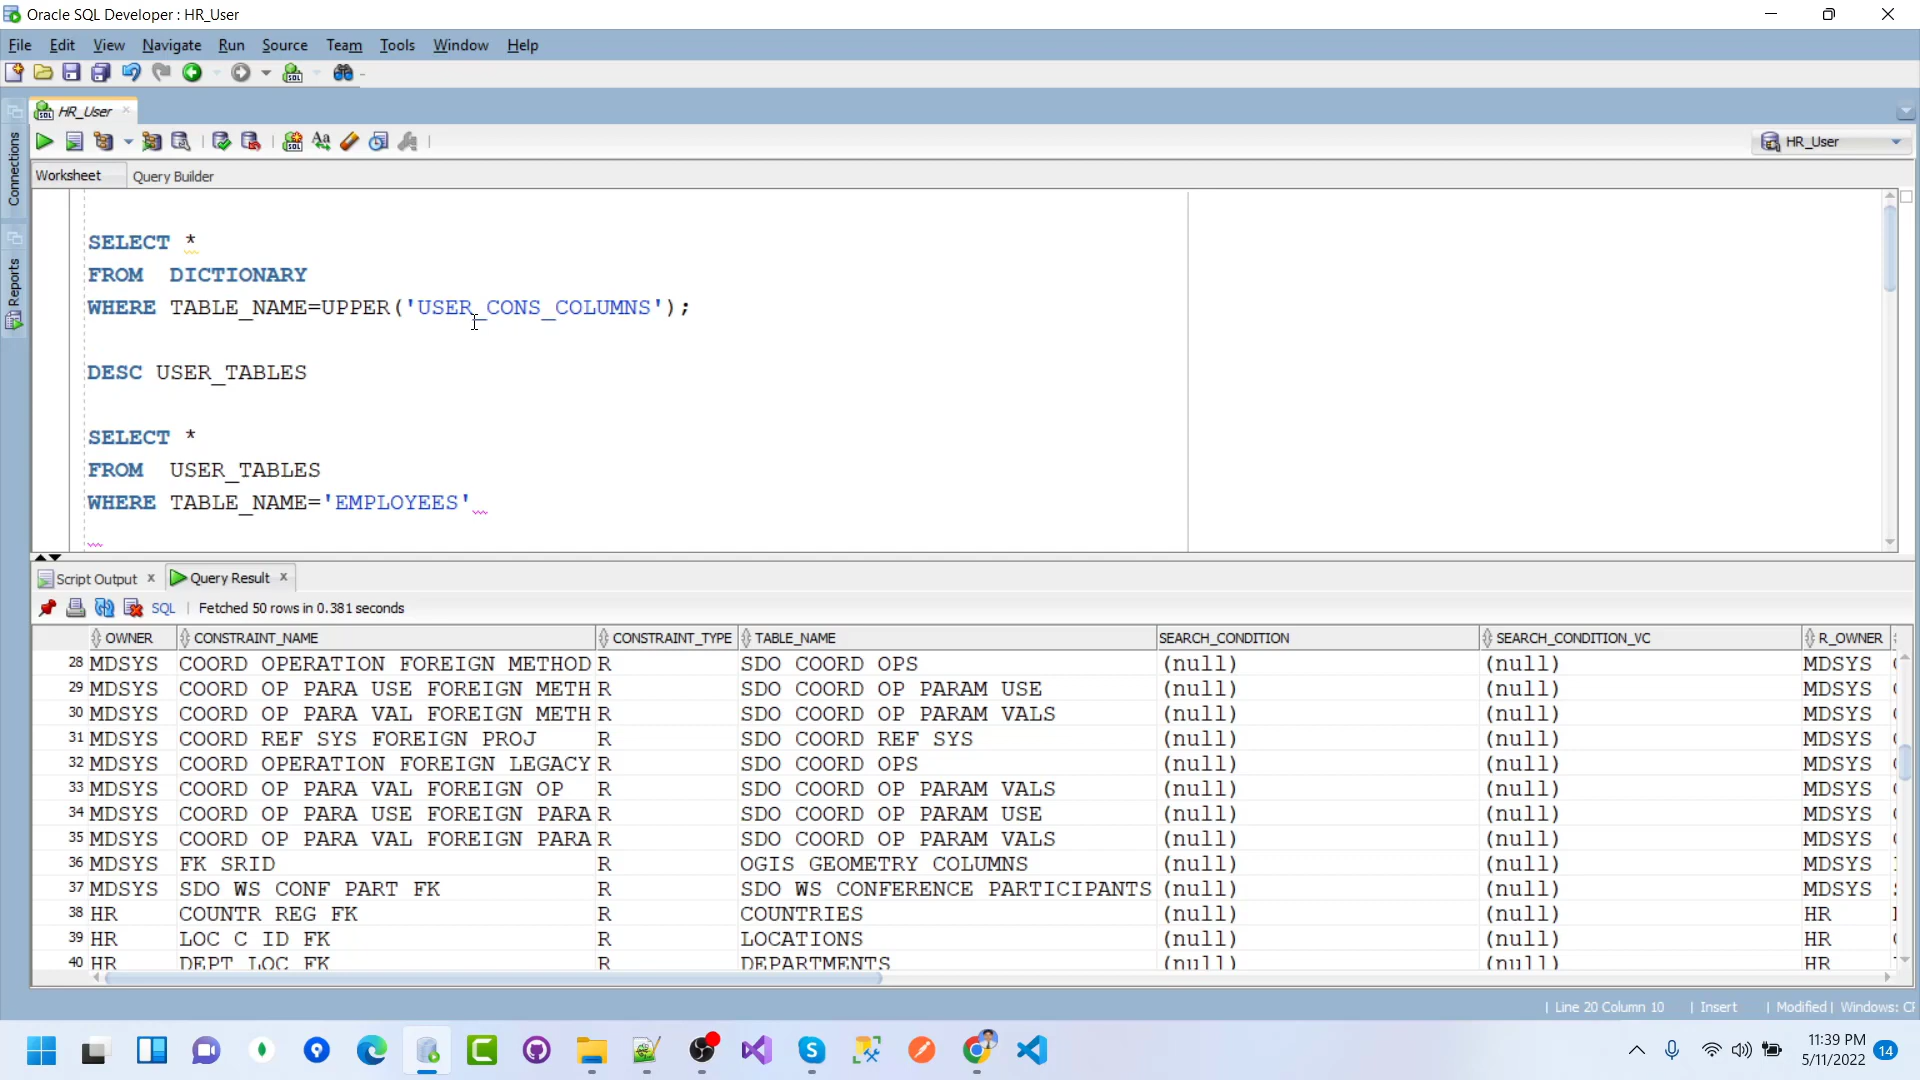 Oracle SQL Developer : HR_User
File Edit View Navigate Run Source Team Tools Window Help
HR_User
HR_User
Connections
Reports
Worksheet Query Builder
SELECT *
FROM DICTIONARY
WHERE TABLE_NAME=UPPER('USER_CONS_COLUMNS');
DESC USER_TABLES
SELECT *
FROM USER_TABLES
WHERE TABLE_NAME='EMPLOYEES'
Script Output Query Result
SQL Fetched 50 rows in 0.381 seconds
OWNER CONSTRAINT_NAME CONSTRAINT_TYPE TABLE_NAME SEARCH_CONDITION SEARCH_CONDITION_VC R_OWNER
28 MDSYS COORD OPERATION FOREIGN METHOD R SDO COORD OPS (null) (null) MDSYS
29 MDSYS COORD OP PARA USE FOREIGN METH R SDO COORD OP PARAM USE (null) (null) MDSYS
30 MDSYS COORD OP PARA VAL FOREIGN METH R SDO COORD OP PARAM VALS (null) (null) MDSYS
31 MDSYS COORD REF SYS FOREIGN PROJ R SDO COORD REF SYS (null) (null) MDSYS
32 MDSYS COORD OPERATION FOREIGN LEGACY R SDO COORD OPS (null) (null) MDSYS
33 MDSYS COORD OP PARA VAL FOREIGN OP R SDO COORD OP PARAM VALS (null) (null) MDSYS
34 MDSYS COORD OP PARA USE FOREIGN PARA R SDO COORD OP PARAM USE (null) (null) MDSYS
35 MDSYS COORD OP PARA VAL FOREIGN PARA R SDO COORD OP PARAM VALS (null) (null) MDSYS
36 MDSYS FK SRID R OGIS GEOMETRY COLUMNS (null) (null) MDSYS
37 MDSYS SDO WS CONF PART FK R SDO WS CONFERENCE PARTICIPANTS (null) (null) MDSYS
38 HR COUNTR REG FK R COUNTRIES (null) (null) HR
39 HR LOC C ID FK R LOCATIONS (null) (null) HR
40 HR DEPT LOC FK R DEPARTMENTS (null) (null) HR
Line 20 Column 10 | Insert | Modified | Windows:
11:39 PM
5/11/2022 14